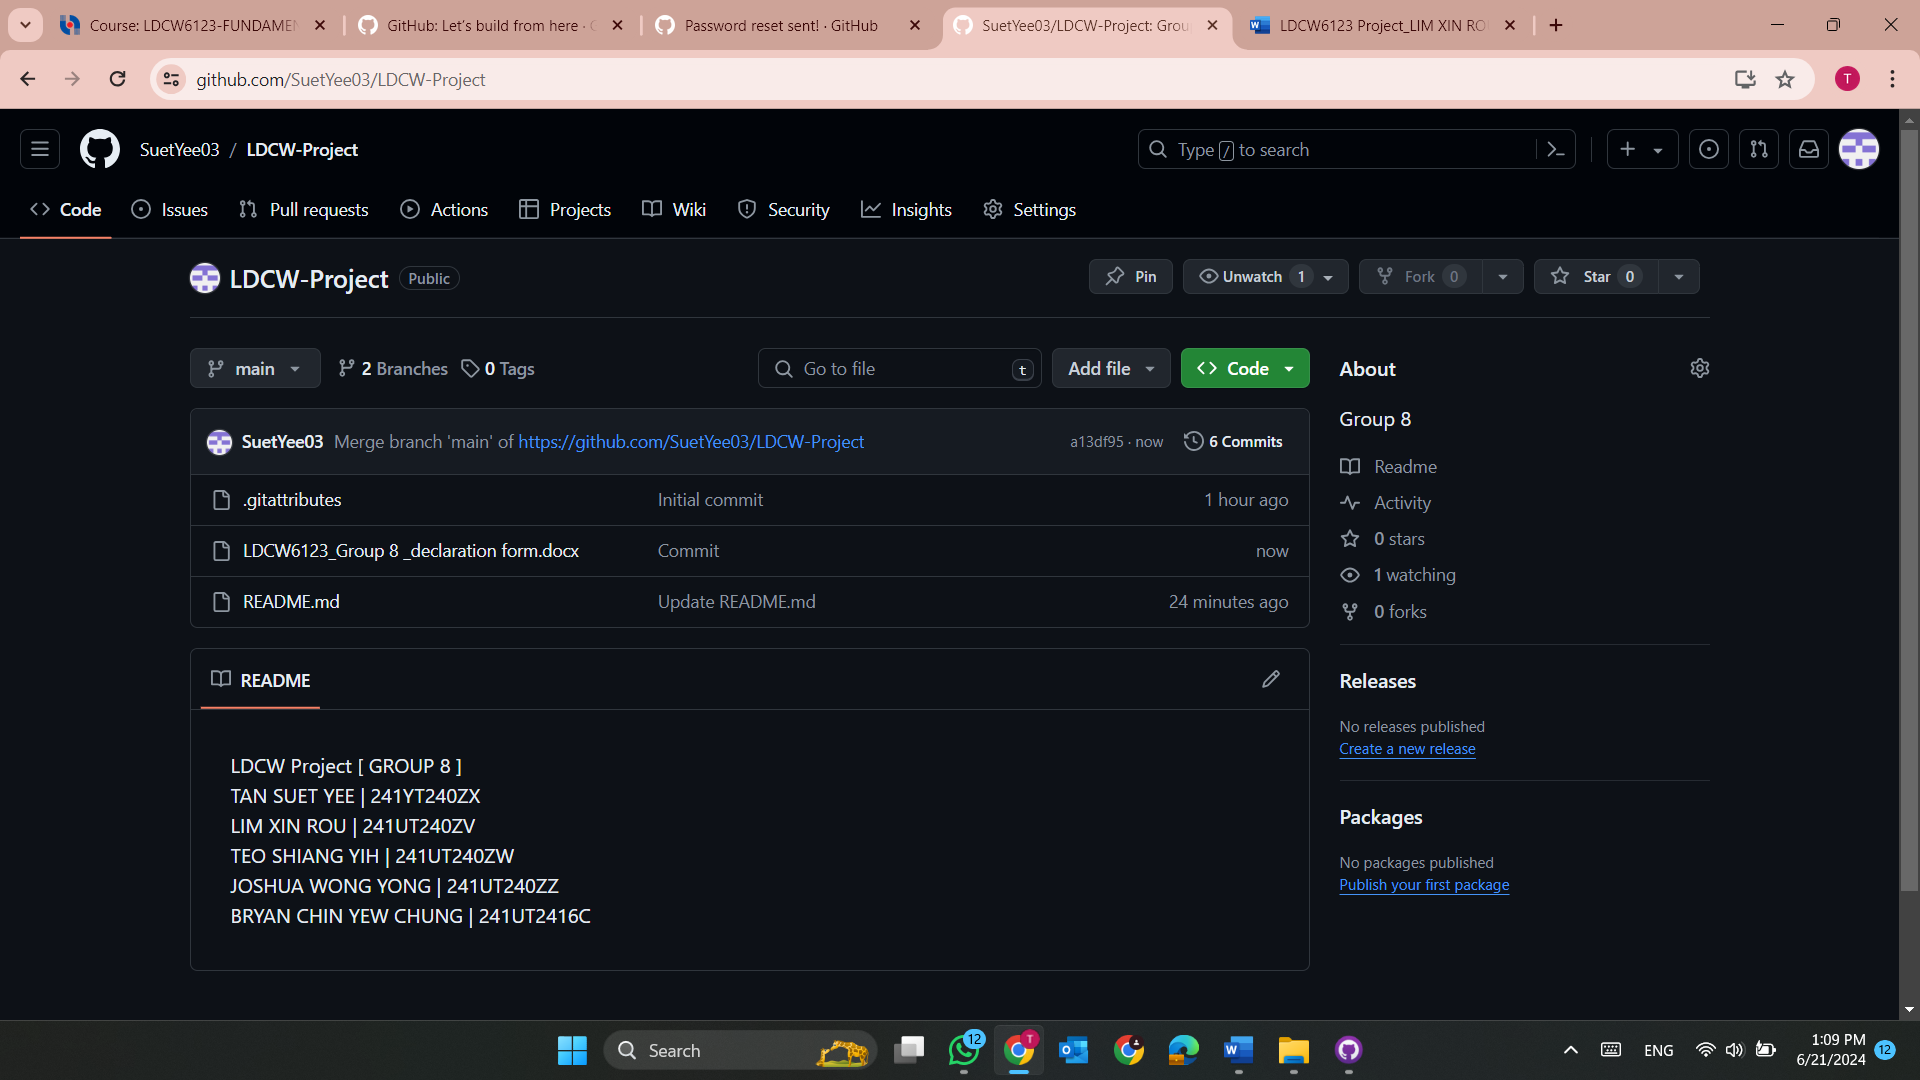 Course: LDCW6123-FUNDAMEN
GitHub: Let's build from here ·
Password reset sent! · GitHub
SuetYee03/LDCW-Project: Grou
LDCW6123 Project_LIM XIN RO
github.com/SuetYee03/LDCW-Project
T
SuetYee03 / LDCW-Project
Type / to search
Code
Issues
Pull requests
Actions
Projects
Wiki
Security
Insights
Settings
LDCW-Project Public
Pin
Unwatch 1
Fork 0
Star 0
main
2 Branches
0 Tags
Go to file t
Add file
Code
SuetYee03 Merge branch 'main' of https://github.com/SuetYee03/LDCW-Project a13df95 · now 6 Commits
.gitattributes Initial commit 1 hour ago
LDCW6123_Group 8 _declaration form.docx Commit now
README.md Update README.md 24 minutes ago
README
LDCW Project [ GROUP 8 ]
TAN SUET YEE | 241YT240ZX
LIM XIN ROU | 241UT240ZV
TEO SHIANG YIH | 241UT240ZW
JOSHUA WONG YONG | 241UT240ZZ
BRYAN CHIN YEW CHUNG | 241UT2416C
About
Group 8
Readme
Activity
0 stars
1 watching
0 forks
Releases
No releases published
Create a new release
Packages
No packages published
Publish your first package
Search
12
T
ENG
1:09 PM
6/21/2024
12